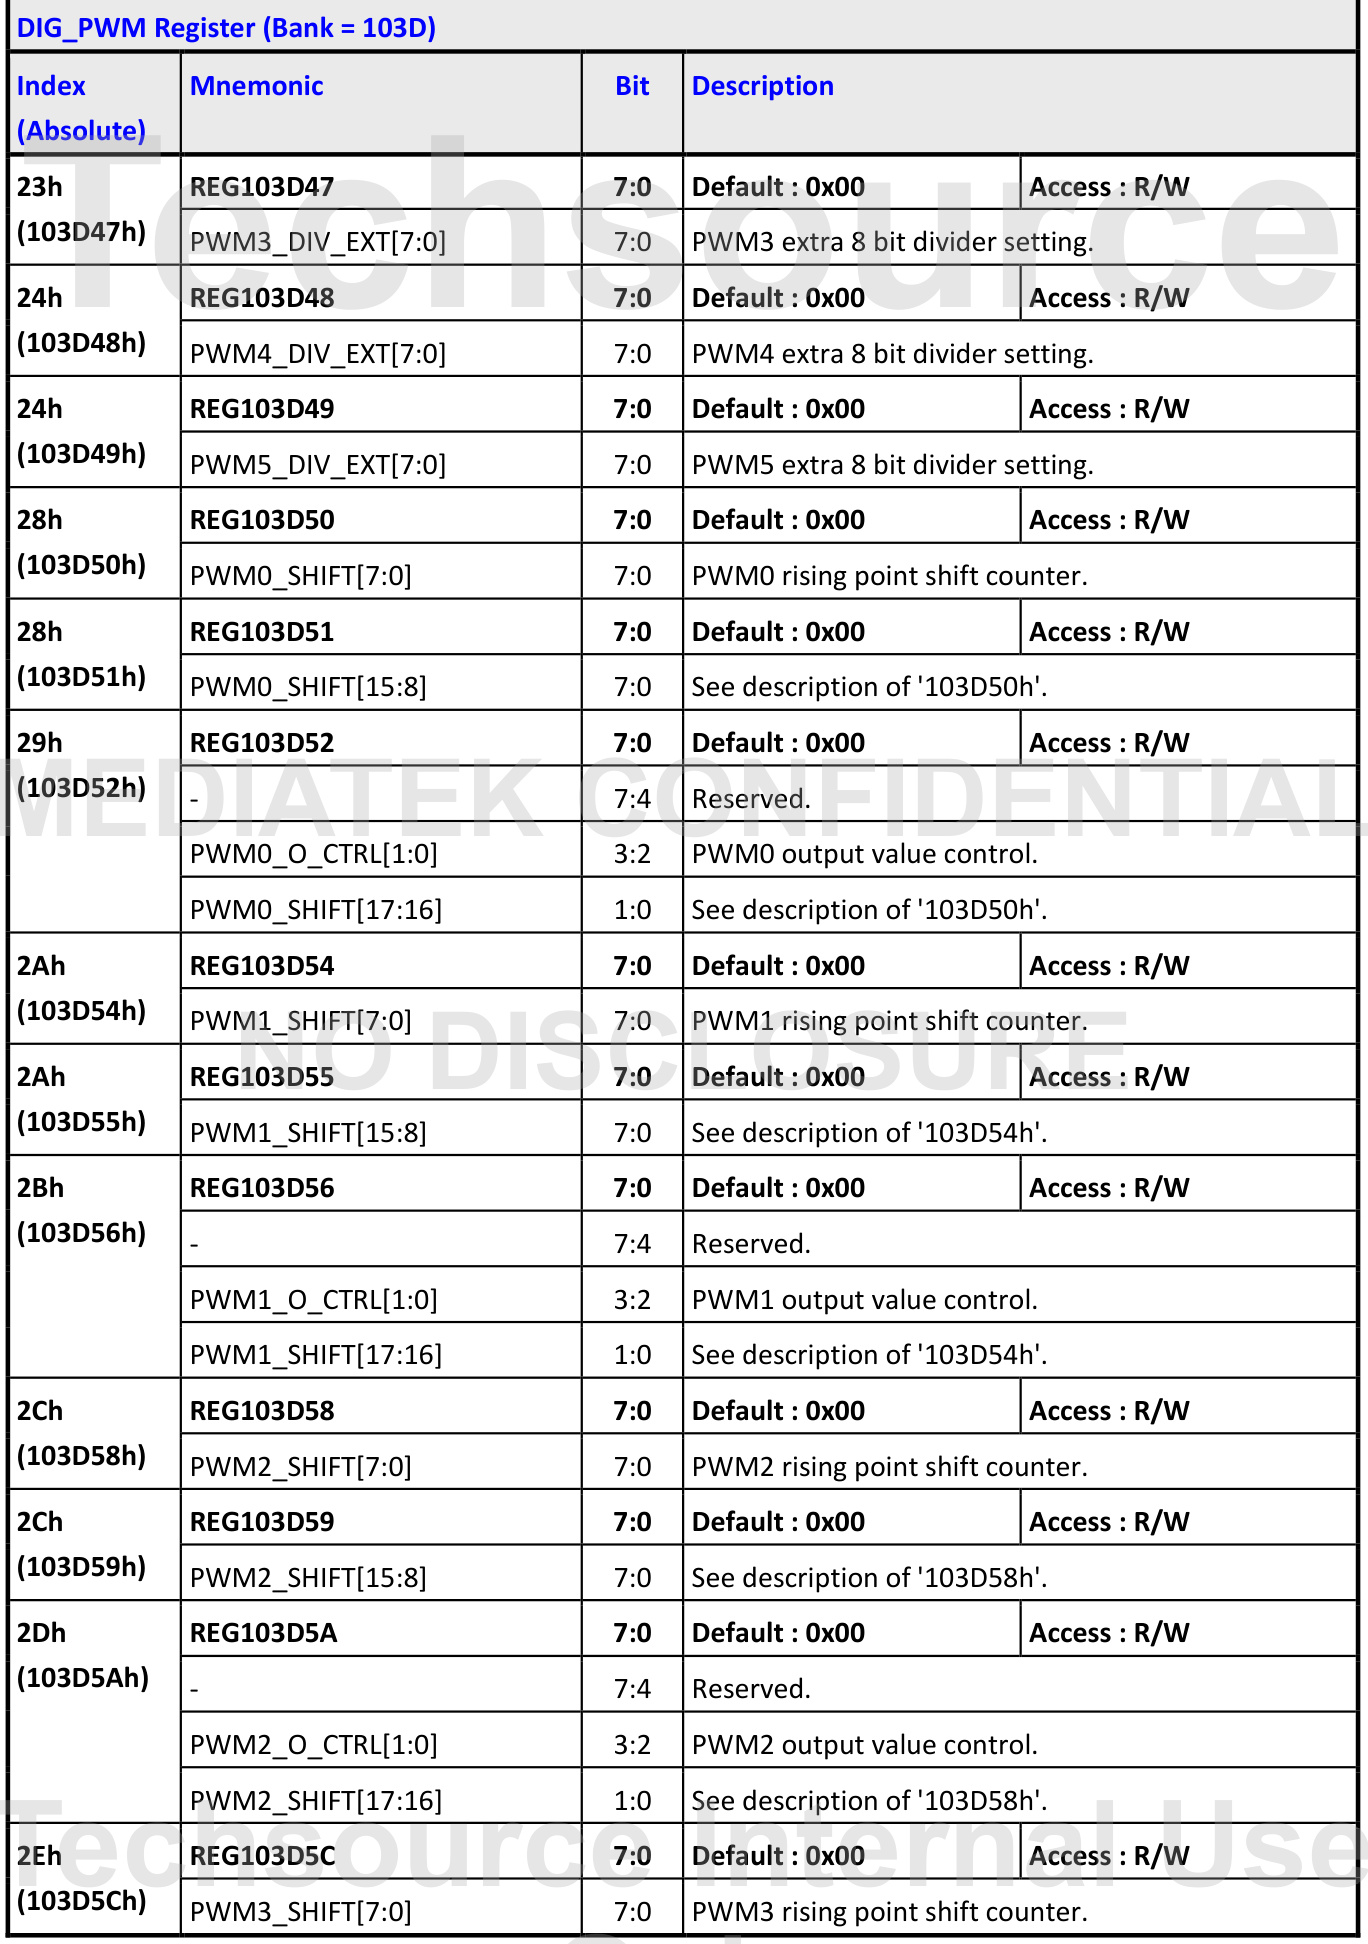 DIG_PWM Register (Bank = 103D)
Index (Absolute) Mnemonic Bit Description
23h (103D47h) REG103D47 7:0 Default : 0x00 Access : R/W
PWM3_DIV_EXT[7:0] 7:0 PWM3 extra 8 bit divider setting.
24h (103D48h) REG103D48 7:0 Default : 0x00 Access : R/W
PWM4_DIV_EXT[7:0] 7:0 PWM4 extra 8 bit divider setting.
24h (103D49h) REG103D49 7:0 Default : 0x00 Access : R/W
PWM5_DIV_EXT[7:0] 7:0 PWM5 extra 8 bit divider setting.
28h (103D50h) REG103D50 7:0 Default : 0x00 Access : R/W
PWM0_SHIFT[7:0] 7:0 PWM0 rising point shift counter.
28h (103D51h) REG103D51 7:0 Default : 0x00 Access : R/W
PWM0_SHIFT[15:8] 7:0 See description of '103D50h'.
29h (103D52h) REG103D52 7:0 Default : 0x00 Access : R/W
- 7:4 Reserved.
PWM0_O_CTRL[1:0] 3:2 PWM0 output value control.
PWM0_SHIFT[17:16] 1:0 See description of '103D50h'.
2Ah (103D54h) REG103D54 7:0 Default : 0x00 Access : R/W
PWM1_SHIFT[7:0] 7:0 PWM1 rising point shift counter.
2Ah (103D55h) REG103D55 7:0 Default : 0x00 Access : R/W
PWM1_SHIFT[15:8] 7:0 See description of '103D54h'.
2Bh (103D56h) REG103D56 7:0 Default : 0x00 Access : R/W
- 7:4 Reserved.
PWM1_O_CTRL[1:0] 3:2 PWM1 output value control.
PWM1_SHIFT[17:16] 1:0 See description of '103D54h'.
2Ch (103D58h) REG103D58 7:0 Default : 0x00 Access : R/W
PWM2_SHIFT[7:0] 7:0 PWM2 rising point shift counter.
2Ch (103D59h) REG103D59 7:0 Default : 0x00 Access : R/W
PWM2_SHIFT[15:8] 7:0 See description of '103D58h'.
2Dh (103D5Ah) REG103D5A 7:0 Default : 0x00 Access : R/W
- 7:4 Reserved.
PWM2_O_CTRL[1:0] 3:2 PWM2 output value control.
PWM2_SHIFT[17:16] 1:0 See description of '103D58h'.
2Eh (103D5Ch) REG103D5C 7:0 Default : 0x00 Access : R/W
PWM3_SHIFT[7:0] 7:0 PWM3 rising point shift counter.
Techsource
MEDIATEK CONFIDENTIAL
NO DISCLOSURE
Techsource Internal Use